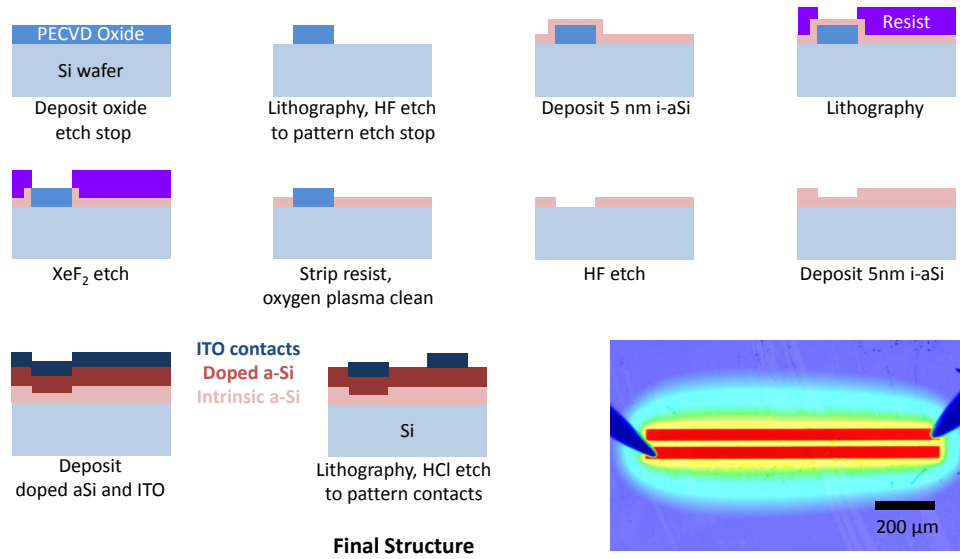 PECVD Oxide
Si wafer
Deposit oxide
etch stop
Lithography, HF etch
to pattern etch stop
Deposit 5 nm i-aSi
Resist
Lithography
XeF₂ etch
Strip resist,
oxygen plasma clean
HF etch
Deposit 5nm i-aSi
Deposit
doped aSi and ITO
ITO contacts
Doped a-Si
Intrinsic a-Si
Si
Lithography, HCl etch
to pattern contacts
Final Structure
200 μm